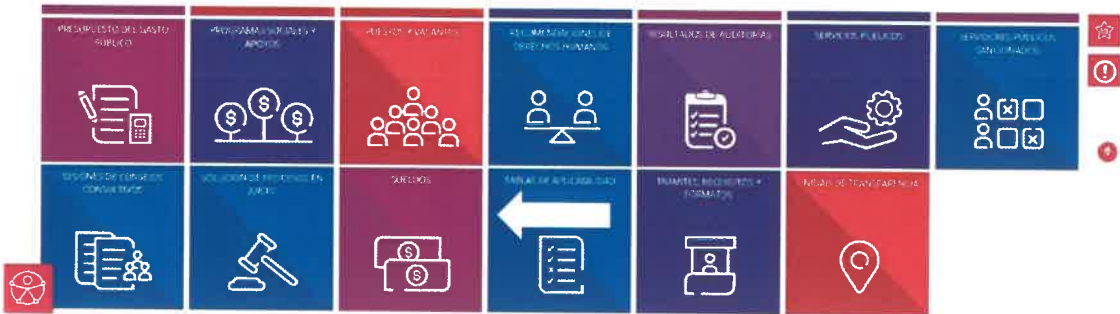 PRESUPUESTO DEL GASTO
PÚBLICO
PROGRAMAS SOCIALES Y
APOYOS
PUESTOS Y VACANTES
RECOMENDACIONES DE
DERECHOS HUMANOS
RESULTADOS DE AUDITORÍAS
SERVICIOS PÚBLICOS
SERVIDORES PÚBLICOS
SANCIONADOS
SESIONES DE CONSEJOS
CONSULTIVOS
SOLUCIÓN DE
EN
JUICIO
SUELDOS
TABLAS DE APLICABILIDAD
TRÁMITES, REQUISITOS Y
FORMATOS
DE TRANSPARENCIA